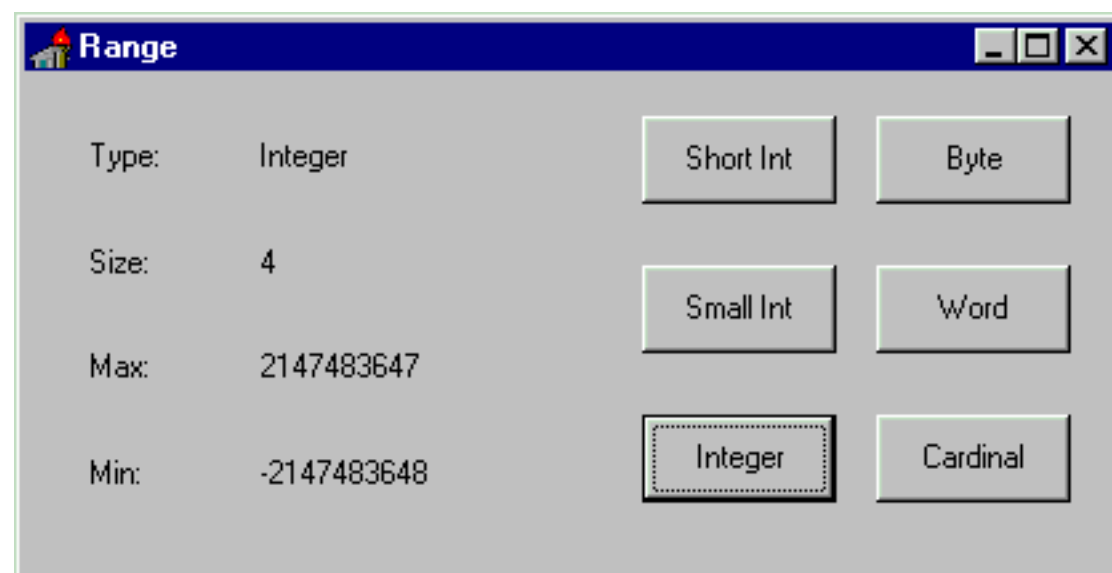 Range
Type: Integer
Size: 4
Max: 2147483647
Min: -2147483648
Short Int Byte
Small Int Word
Integer Cardinal